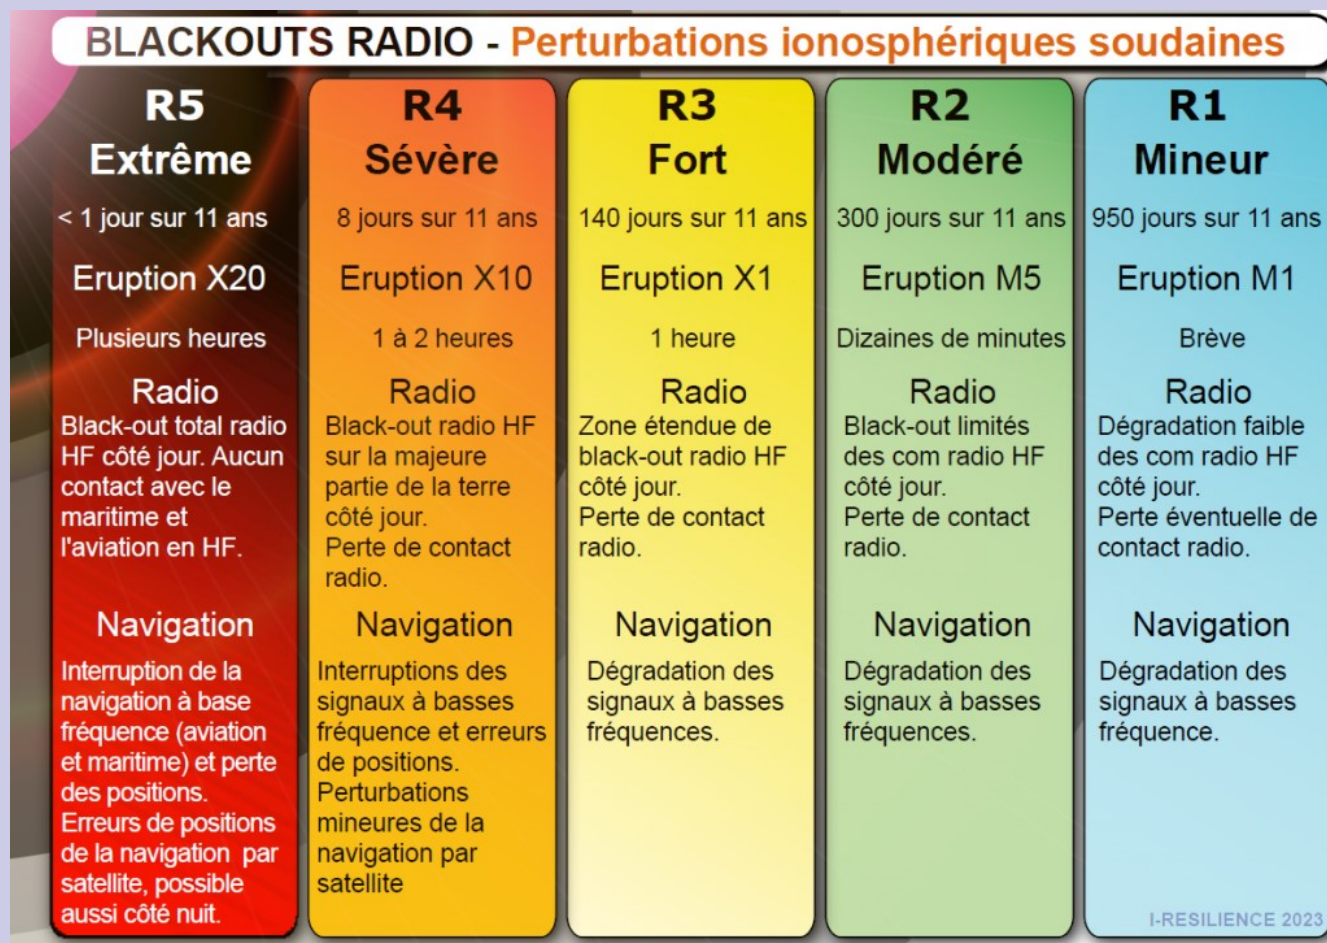 BLACKOUTS RADIO - Perturbations ionosphériques soudaines
R5
Extrême
< 1 jour sur 11 ans
Eruption X20
Plusieurs heures
Radio
Black-out total radio
HF côté jour. Aucun
contact avec le
maritime et
l'aviation en HF.
Navigation
Interruption de la
navigation à base
fréquence (aviation
et maritime) et perte
des positions.
Erreurs de positions
de la navigation par
satellite, possible
aussi côté nuit.
R4
Sévère
8 jours sur 11 ans
Eruption X10
1 à 2 heures
Radio
Black-out radio HF
sur la majeure
partie de la terre
côté jour.
Perte de contact
radio.
Navigation
Interruptions des
signaux à basses
fréquence et erreurs
de positions.
Perturbations
mineures de la
navigation par
satellite
R3
Fort
140 jours sur 11 ans
Eruption X1
1 heure
Radio
Zone étendue de
black-out radio HF
côté jour.
Perte de contact
radio.
Navigation
Dégradation des
signaux à basses
fréquences.
R2
Modéré
300 jours sur 11 ans
Eruption M5
Dizaines de minutes
Radio
Black-out limités
des com radio HF
côté jour.
Perte de contact
radio.
Navigation
Dégradation des
signaux à basses
fréquences.
R1
Mineur
950 jours sur 11 ans
Eruption M1
Brève
Radio
Dégradation faible
des com radio HF
côté jour.
Perte éventuelle de
contact radio.
Navigation
Dégradation des
signaux à basses
fréquence.
I-RESILIENCE 2023